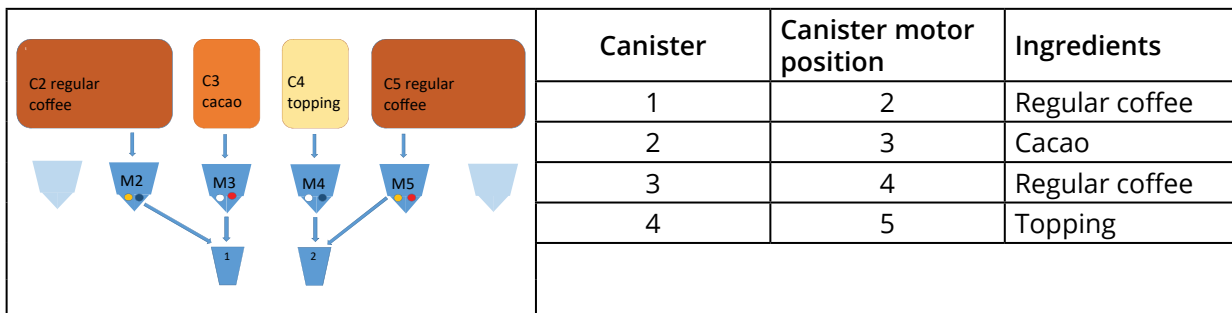 C2 regular
coffee
C3
cacao
C4
topping
C5 regular
coffee
M2
M3
M4
M5
1
2
Canister
Canister motor
position
Ingredients
1 2 Regular coffee
2 3 Cacao
3 4 Regular coffee
4 5 Topping